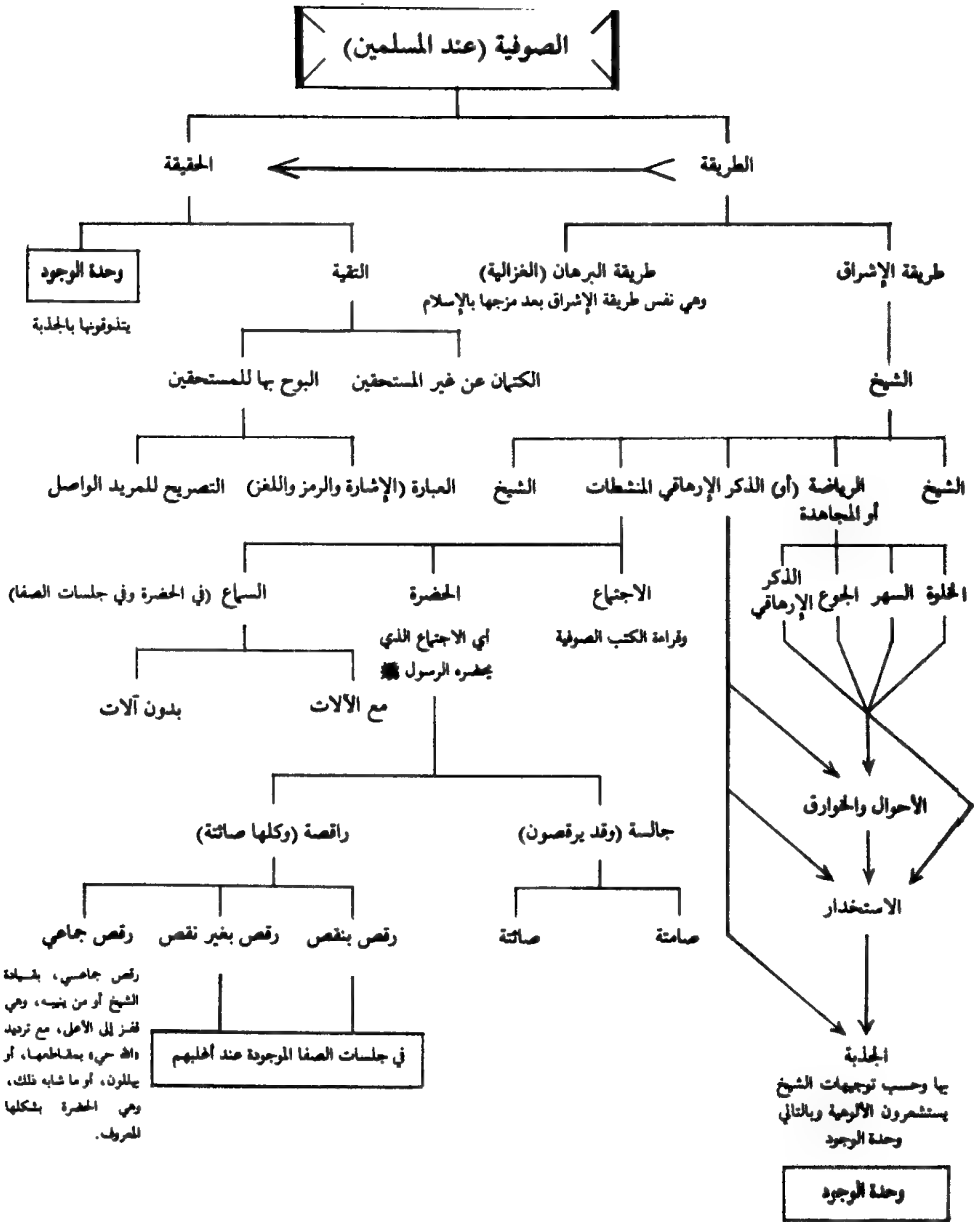 الصوفية (عند المسلمين)
الطريقة
الحقيقة
طريقة الإشراق
طريقة البرهان (الغزالية)
وهي نفس طريقة الإشراق بعد مزجها بالإسلام
التقية
وحدة الوجود
يتذوقونها بالجذبة
الشيخ
الكتمان عن غير المستحقين
البوح بها للمستحقين
الشيخ
الرياضة (أو) الذكر الإرهاقي
أو المجاهدة
المنشطات
الشيخ
العبارة (الإشارة والرمز واللغز)
التصريح للمريد الواصل
الخلوة
السهر
الجوع
الذكر
الإرهاقي
الاجتماع
وقراءة الكتب الصوفية
الحضرة
أي الاجتماع الذي
يحضره الرسول ﷺ
السماع (في الحضرة وفي جلسات الصفا)
مع الآلات
بدون آلات
الأحوال والخوارق
جالسة (وقد يرقصون)
راقصة (وكلها صائتة)
الاستخدار
صامتة
صائتة
رقص بنقص
رقص بغير نقص
رقص جماعي
رقص جماعي، بقيادة
الشيخ أو من ينيبه، وهي
قفز إلى الأعلى، مع ترديد
«الله حي» بمقاطعها، أو
يهللون، أو ما شابه ذلك،
وهي الحضرة بشكلها
المعروف.
في جلسات الصفا الموجودة عند أغلبهم
الجذبة
بها وحسب توجيهات الشيخ
يستشعرون الألوهية وبالتالي
وحدة الوجود
وحدة الوجود